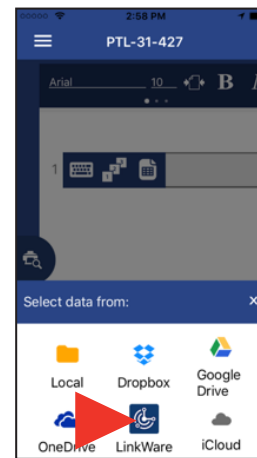 2:58 PM
PTL-31-427
Arial 10 B
1
Select data from: ×
Local Dropbox Google Drive
OneDrive LinkWare iCloud